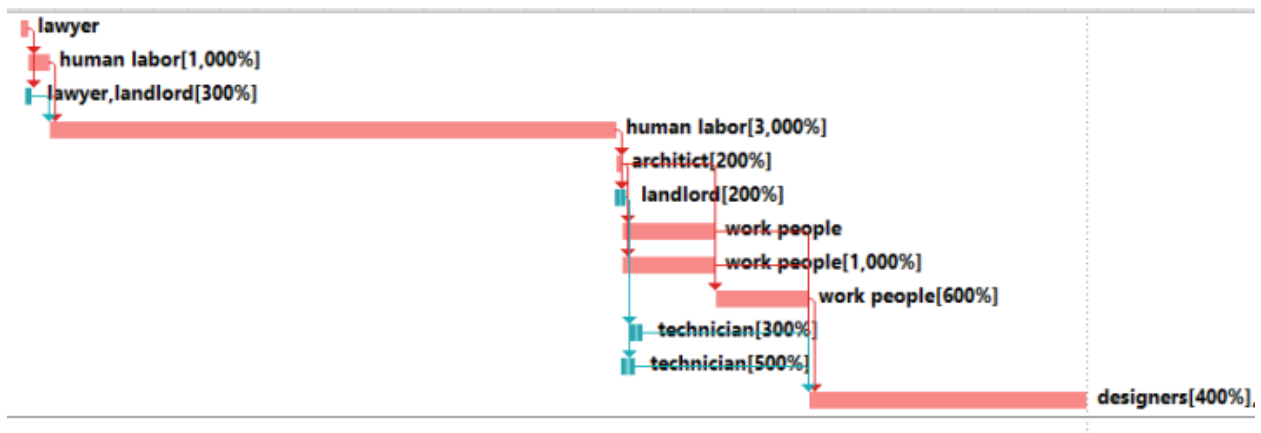 lawyer
human labor[1,000%]
lawyer,landlord[300%]
human labor[3,000%]
architict[200%]
landlord[200%]
work people
work people[1,000%]
work people[600%]
technician[300%]
technician[500%]
designers[400%],